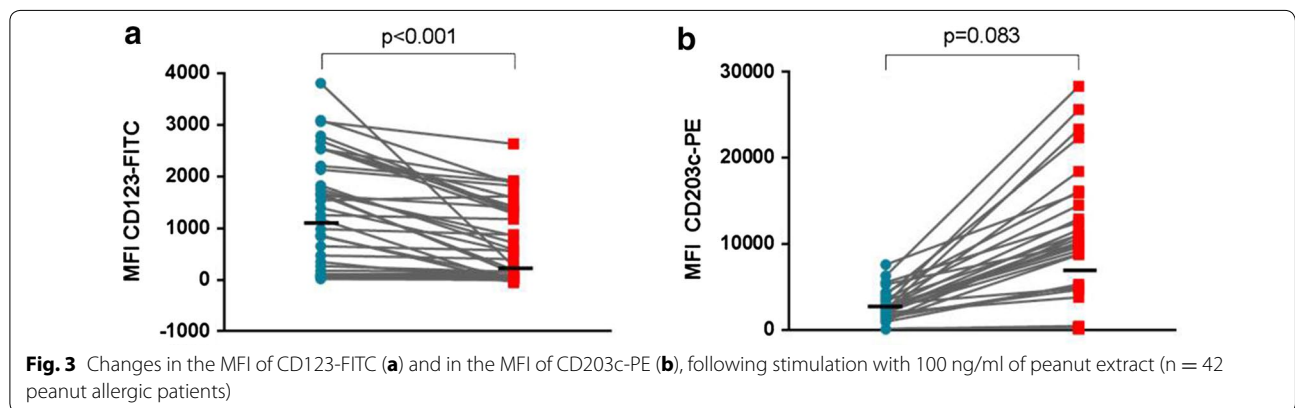 a
p<0.001
4000
3000
2000
1000
0
-1000
MFI CD123-FITC
b
p=0.083
30000
20000
10000
0
MFI CD203c-PE
Fig. 3 Changes in the MFI of CD123-FITC (a) and in the MFI of CD203c-PE (b), following stimulation with 100 ng/ml of peanut extract (n = 42
peanut allergic patients)